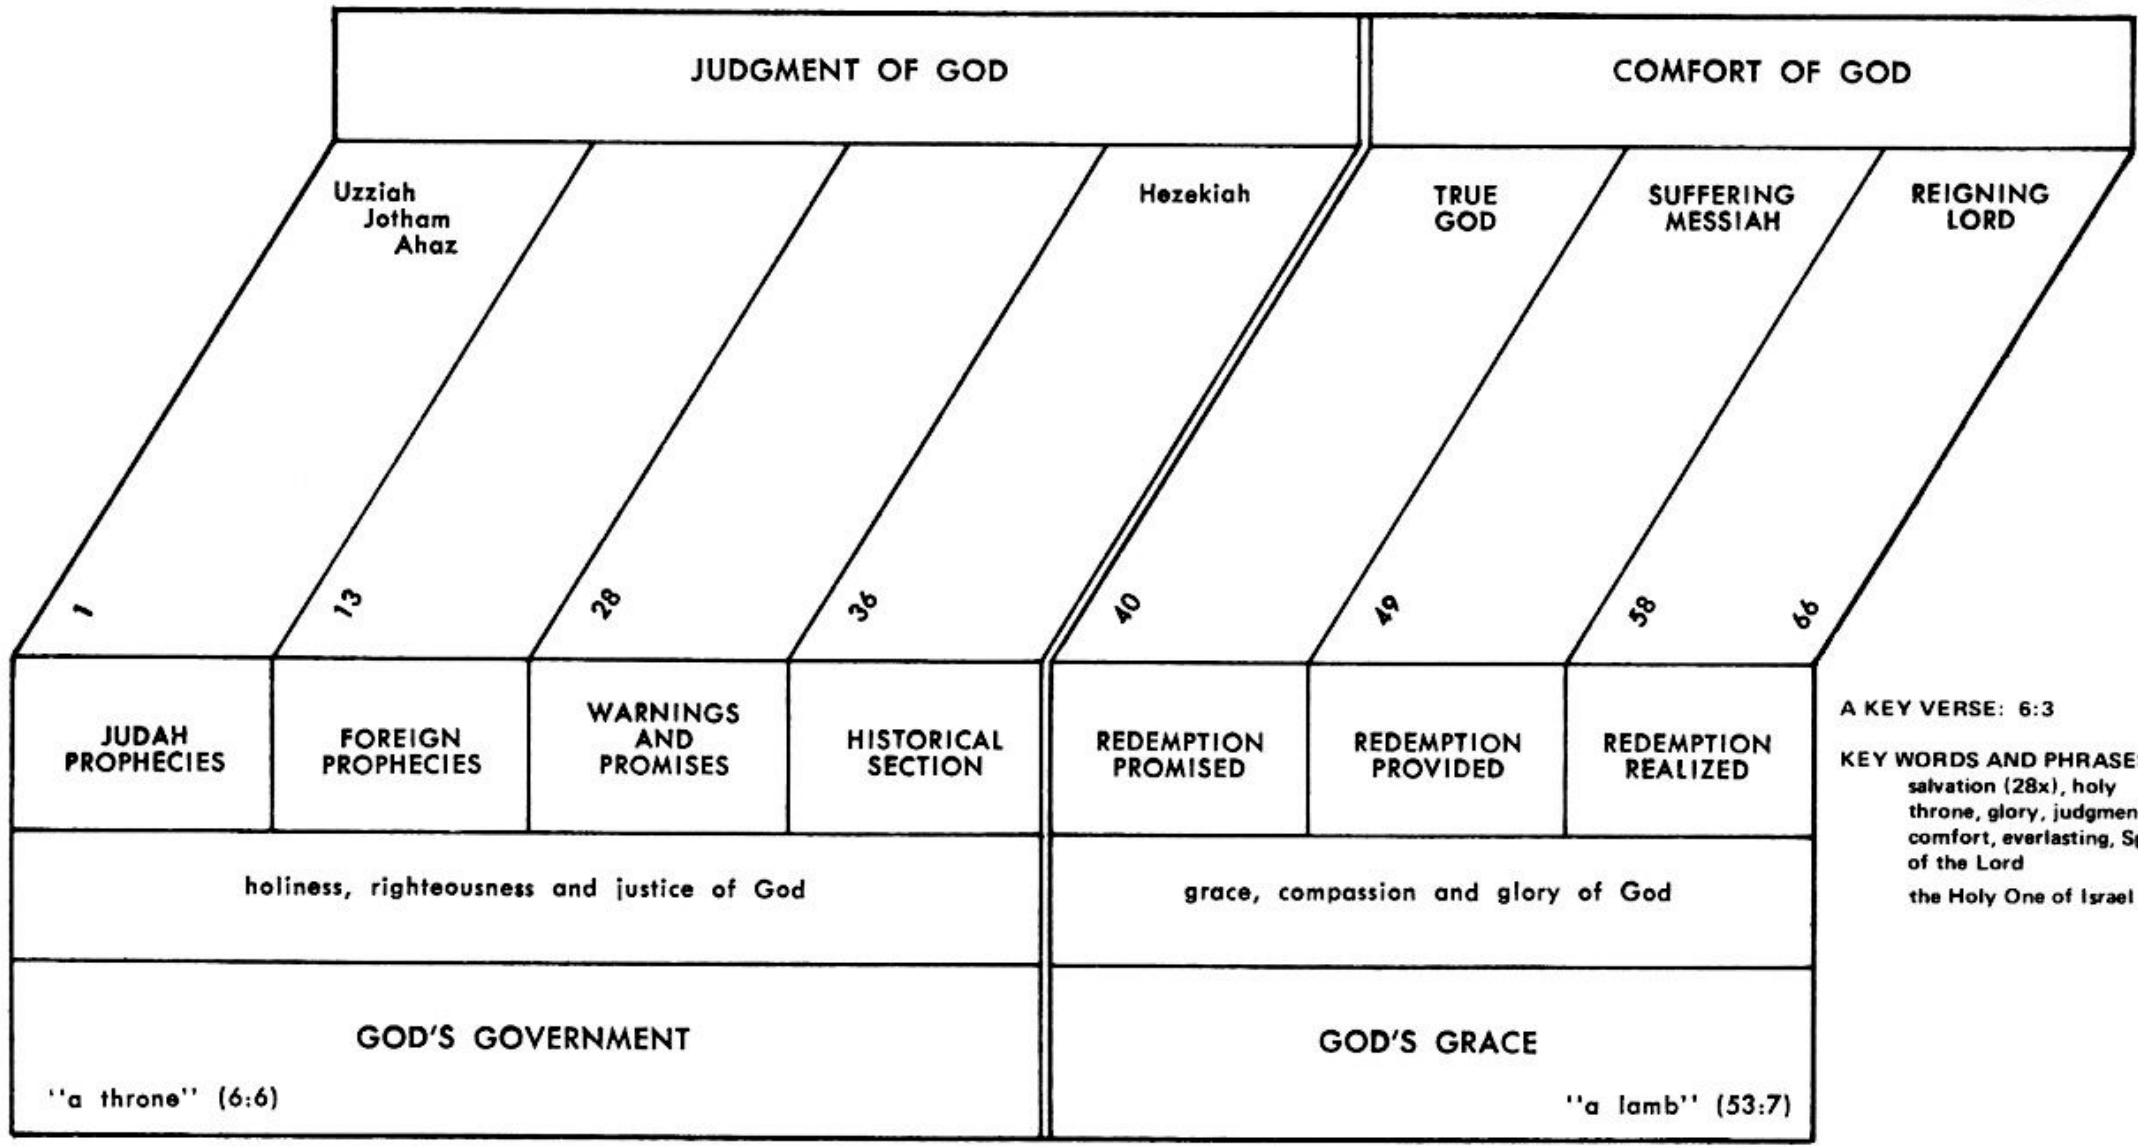 JUDGMENT OF GOD
COMFORT OF GOD
Uzziah
Jotham
Ahaz
Hezekiah
TRUE
GOD
SUFFERING
MESSIAH
REIGNING
LORD
1
13
28
36
40
49
58
66
JUDAH
PROPHECIES
FOREIGN
PROPHECIES
WARNINGS
AND
PROMISES
HISTORICAL
SECTION
REDEMPTION
PROMISED
REDEMPTION
PROVIDED
REDEMPTION
REALIZED
holiness, righteousness and justice of God
grace, compassion and glory of God
GOD'S GOVERNMENT
"a throne" (6:6)
GOD'S GRACE
"a lamb" (53:7)
A KEY VERSE: 6:3
KEY WORDS AND PHRASE
salvation (28x), holy
throne, glory, judgmen
comfort, everlasting,
of the Lord
the Holy One of Israel